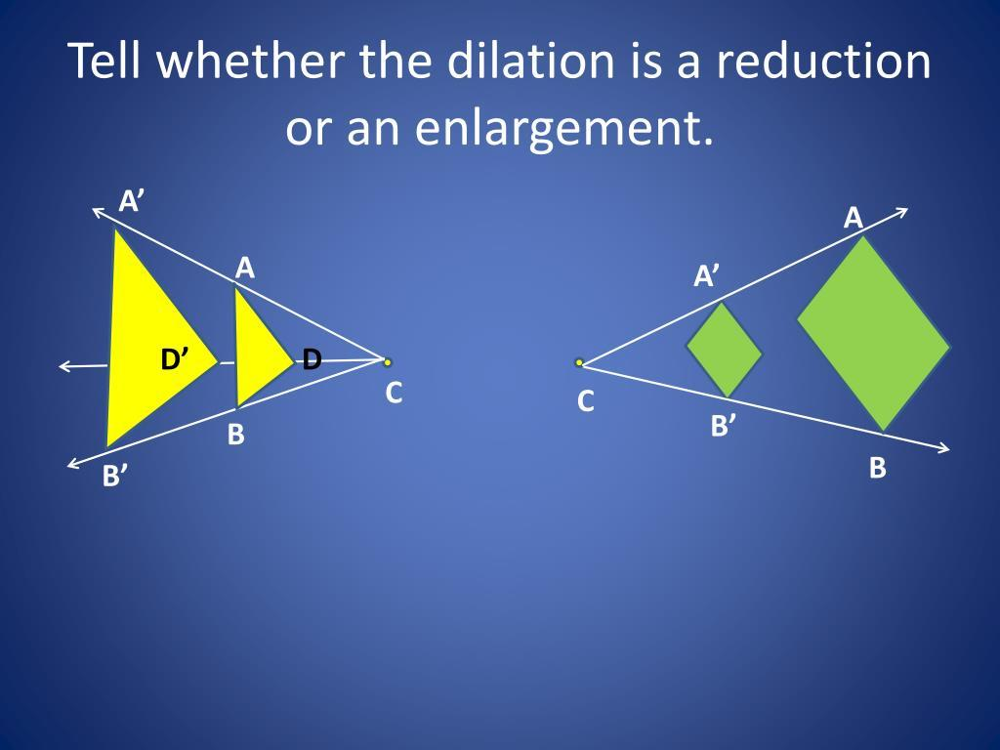 Tell whether the dilation is a reduction
or an enlargement.
A’
A
D’
D
C
B
B’
A
A’
C
B’
B